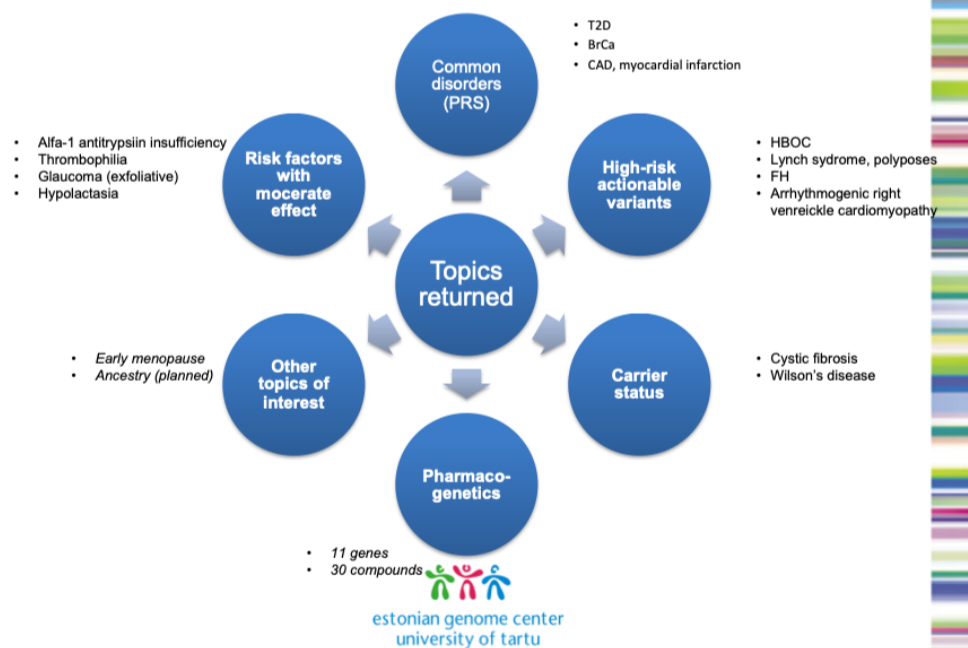 Common
disorders
(PRS)
• T2D
• BrCa
• CAD, myocardial infarction
• Alfa-1 antitrypsiin insufficiency
• Thrombophilia
• Glaucoma (exfoliative)
• Hypolactasia
Risk factors
with
mocerate
effect
High-risk
actionable
variants
• HBOC
• Lynch sydrome, polyposes
• FH
• Arrhythmogenic right
venreickle cardiomyopathy
Topics
returned
• Early menopause
• Ancestry (planned)
Other
topics of
interest
Carrier
status
• Cystic fibrosis
• Wilson's disease
Pharmaco-
genetics
• 11 genes
• 30 compounds
estonian genome center
university of tartu